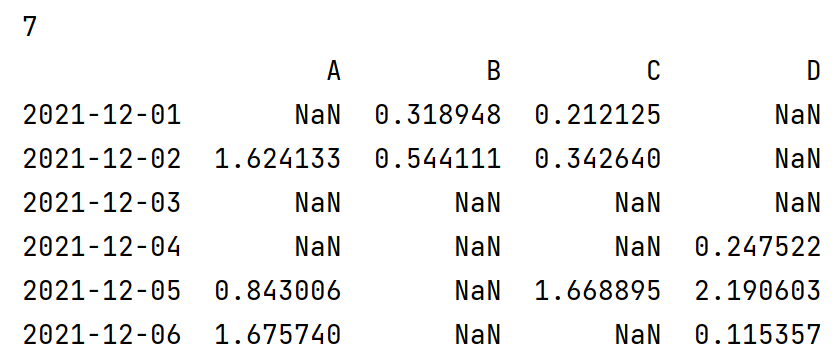 7
                   A         B         C         D
2021-12-01       NaN  0.318948  0.212125       NaN
2021-12-02  1.624133  0.544111  0.342640       NaN
2021-12-03       NaN       NaN       NaN       NaN
2021-12-04       NaN       NaN       NaN  0.247522
2021-12-05  0.843006       NaN  1.668895  2.190603
2021-12-06  1.675740       NaN       NaN  0.115357